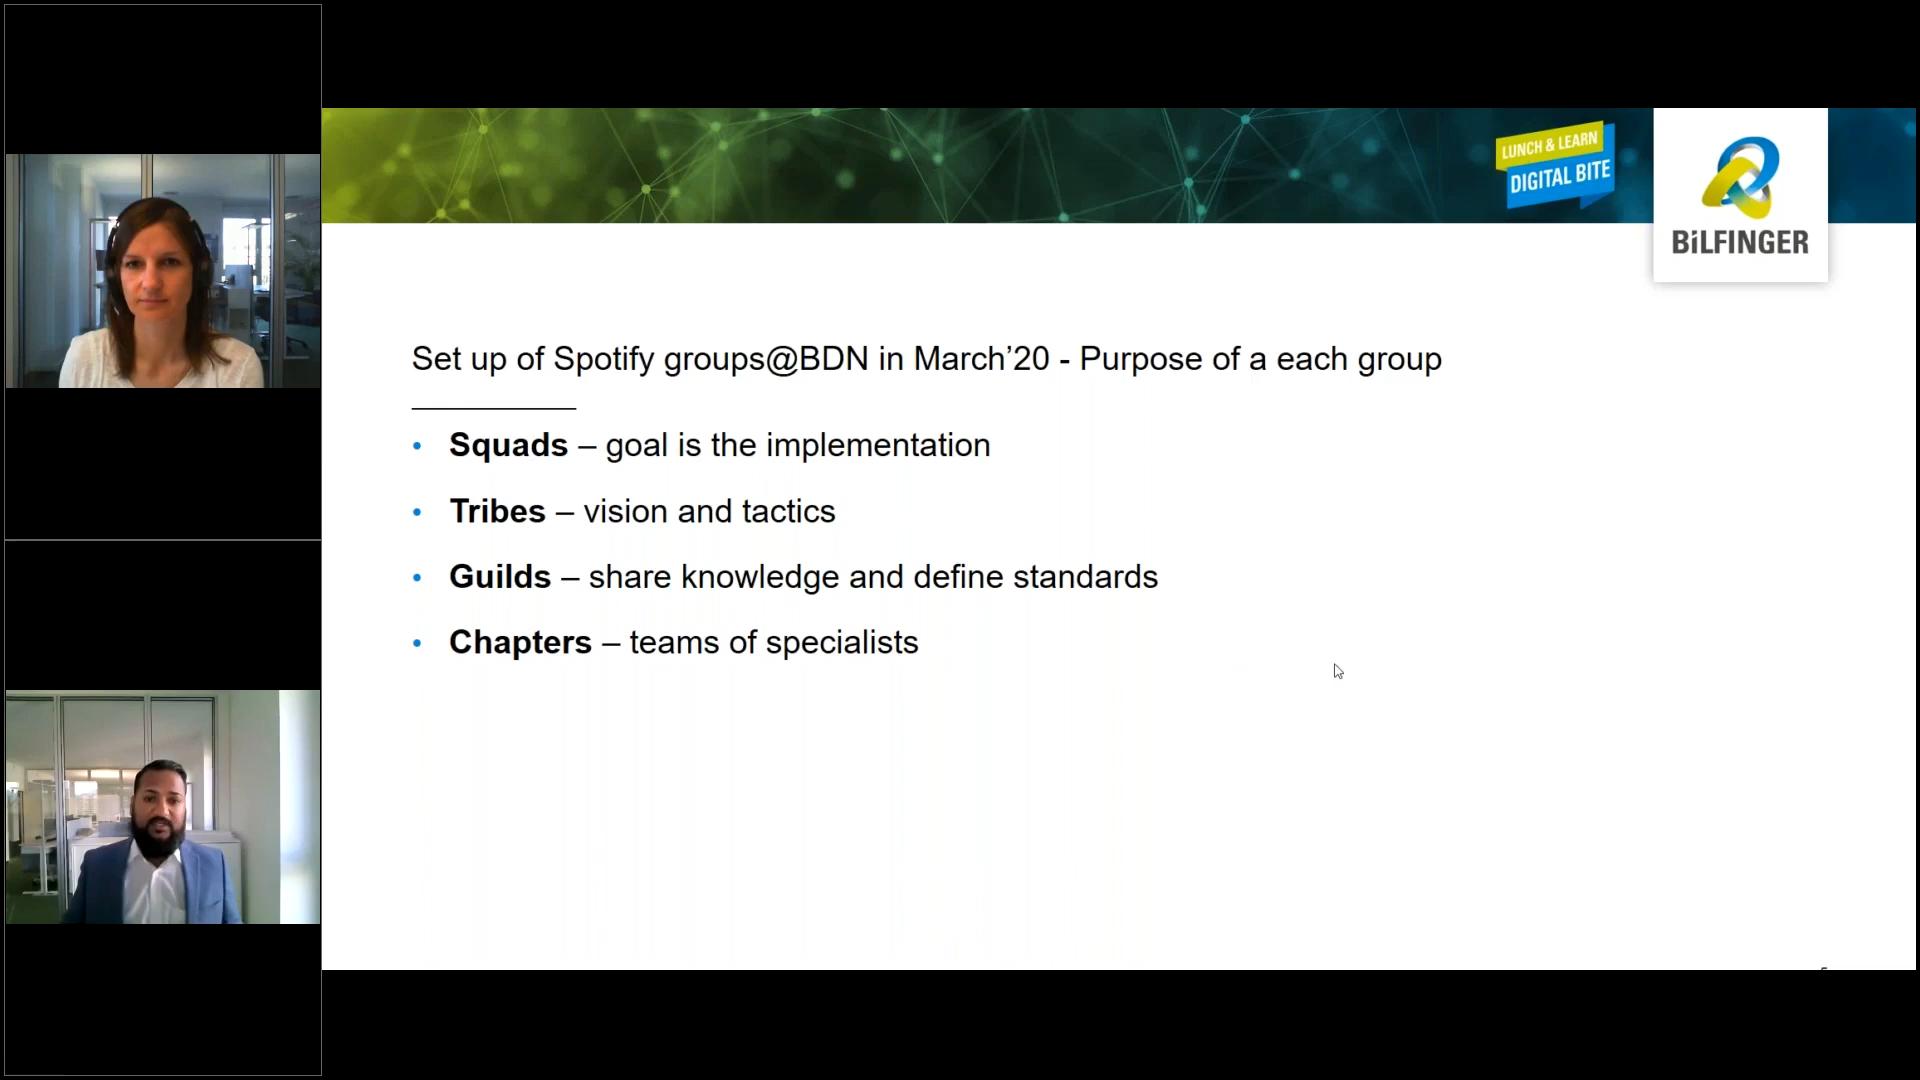 LUNCH & LEARN
DIGITAL BITE
BiLFINGER
Set up of Spotify groups@BDN in March’20 - Purpose of a each group
• Squads – goal is the implementation
• Tribes – vision and tactics
• Guilds – share knowledge and define standards
• Chapters – teams of specialists